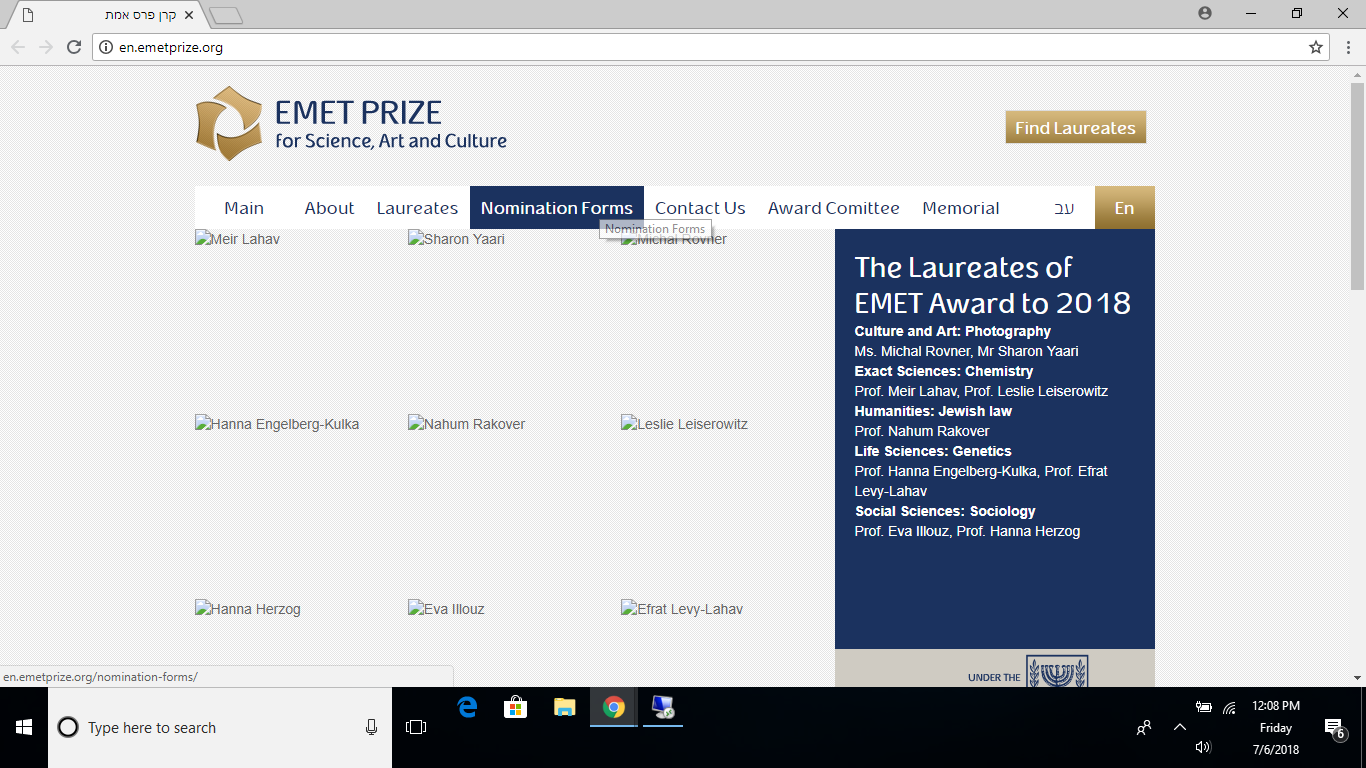 קרן פרס אמת
en.emetprize.org
EMET PRIZE
for Science, Art and Culture
Find Laureates
Main About Laureates Nomination Forms Contact Us Award Comittee Memorial עב En
Nomination Forms
Meir Lahav Sharon Yaari Michal Rovner
Hanna Engelberg-Kulka Nahum Rakover Leslie Leiserowitz
Hanna Herzog Eva Illouz Efrat Levy-Lahav
The Laureates of
EMET Award to 2018
Culture and Art: Photography
Ms. Michal Rovner, Mr Sharon Yaari
Exact Sciences: Chemistry
Prof. Meir Lahav, Prof. Leslie Leiserowitz
Humanities: Jewish law
Prof. Nahum Rakover
Life Sciences: Genetics
Prof. Hanna Engelberg-Kulka, Prof. Efrat
Levy-Lahav
Social Sciences: Sociology
Prof. Eva Illouz, Prof. Hanna Herzog
UNDER THE
en.emetprize.org/nomination-forms/
Type here to search
12:08 PM
Friday
7/6/2018
6